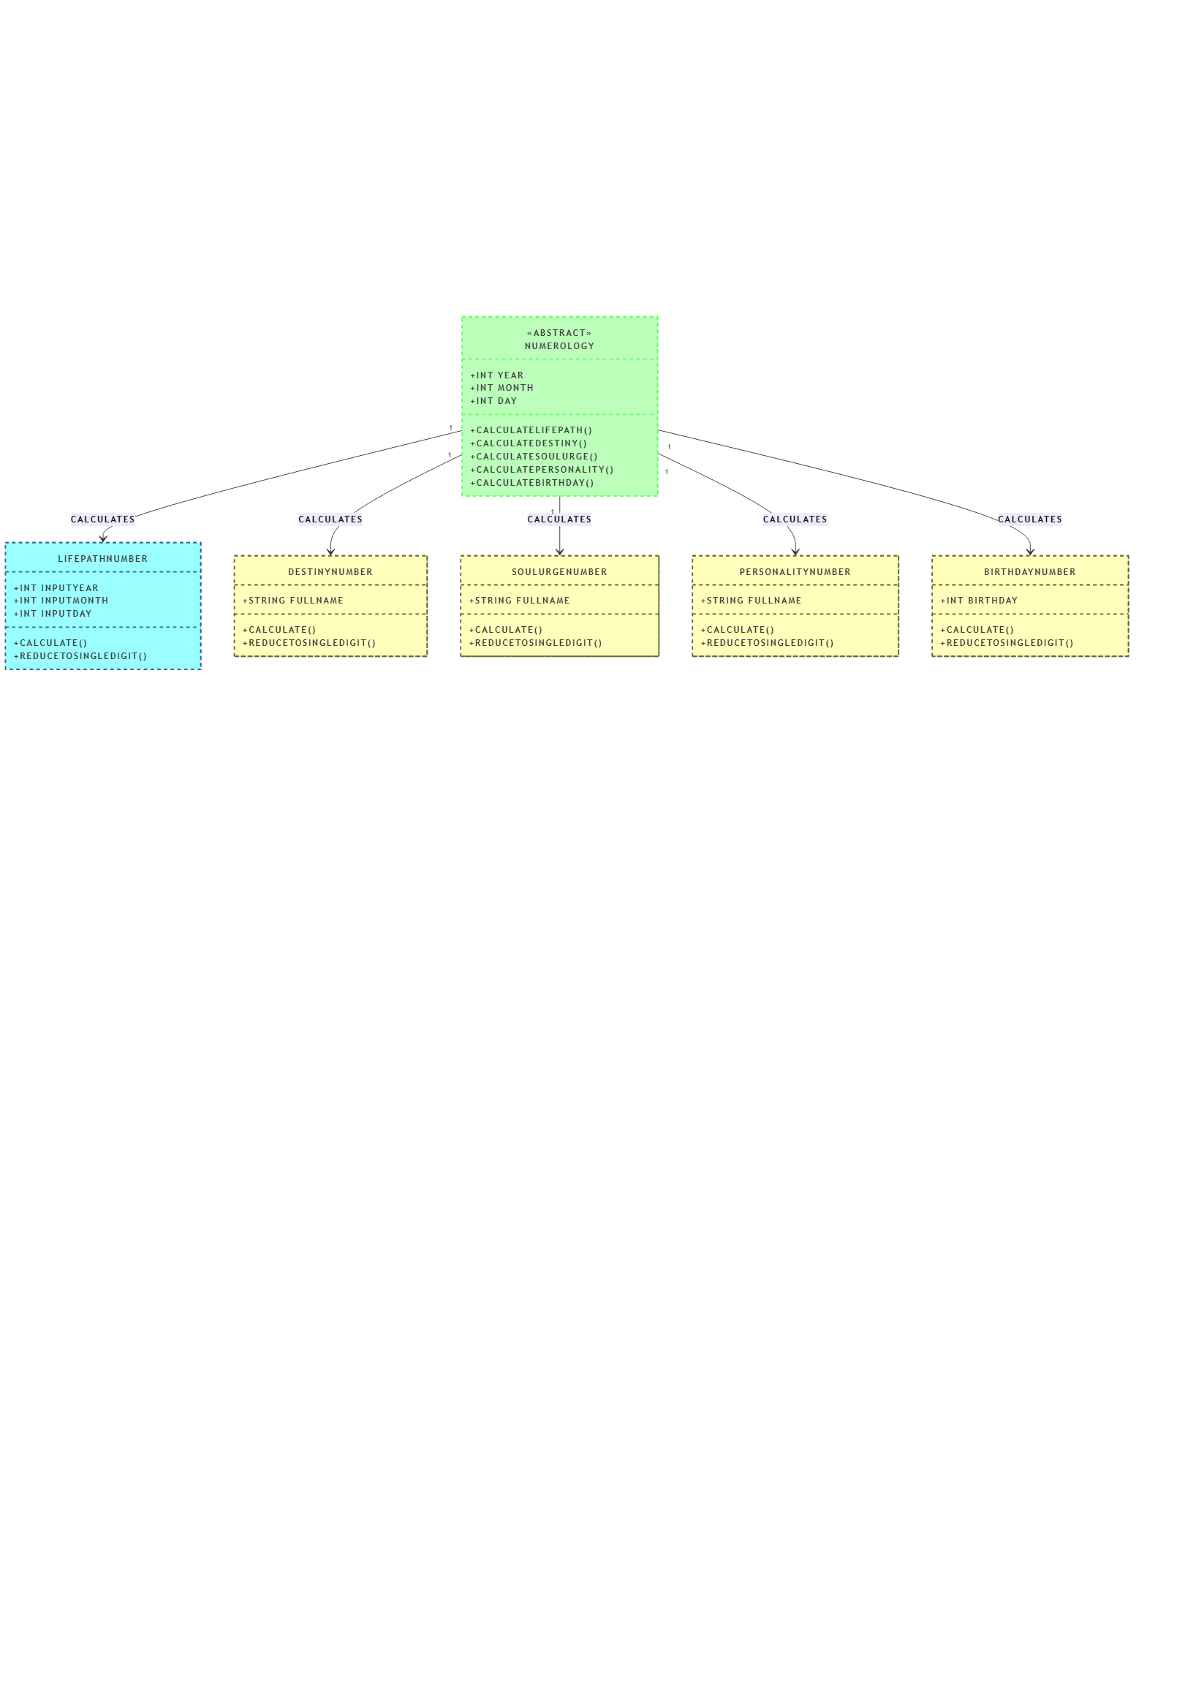 «ABSTRACT»
NUMEROLOGY
+INT YEAR
+INT MONTH
+INT DAY
+CALCULATELIFEPATH()
+CALCULATEDESTINY()
+CALCULATESOULURGE()
+CALCULATEPERSONALITY()
+CALCULATEBIRTHDAY()
1
1
1
1
1
CALCULATES
CALCULATES
CALCULATES
CALCULATES
CALCULATES
LIFEPATHNUMBER
+INT INPUTYEAR
+INT INPUTMONTH
+INT INPUTDAY
+CALCULATE()
+REDUCETOSINGLEDIGIT()
DESTINYNUMBER
+STRING FULLNAME
+CALCULATE()
+REDUCETOSINGLEDIGIT()
SOULURGENUMBER
+STRING FULLNAME
+CALCULATE()
+REDUCETOSINGLEDIGIT()
PERSONALITYNUMBER
+STRING FULLNAME
+CALCULATE()
+REDUCETOSINGLEDIGIT()
BIRTHDAYNUMBER
+INT BIRTHDAY
+CALCULATE()
+REDUCETOSINGLEDIGIT()